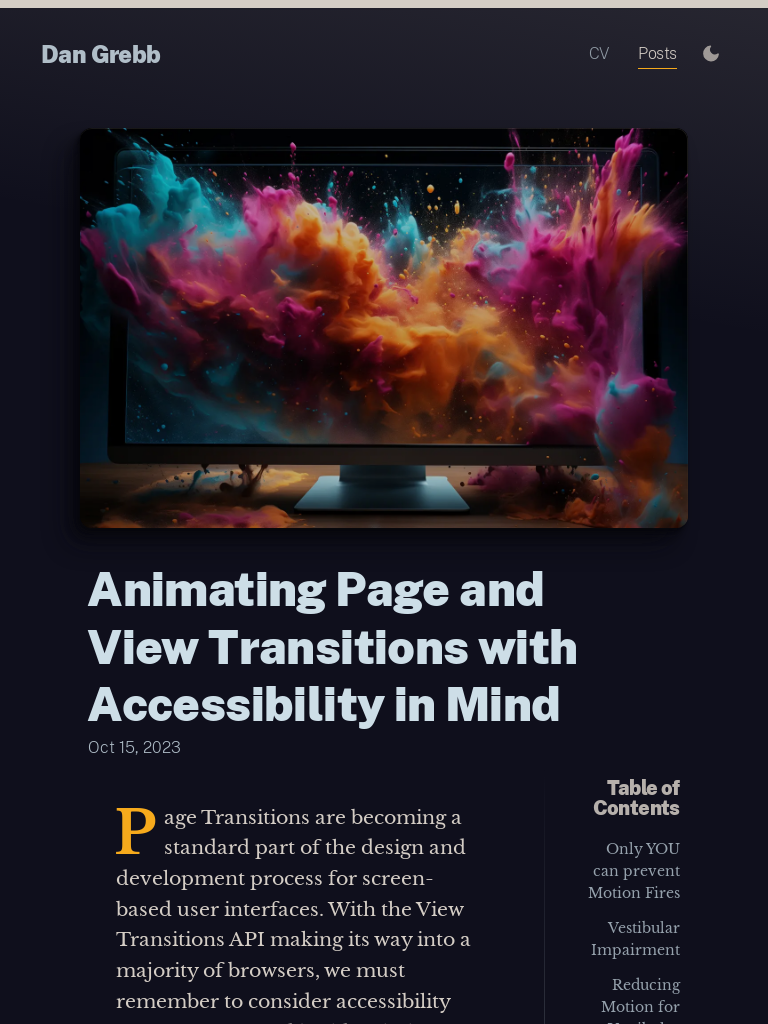 Dan Grebb
CV
Posts
Animating Page and
View Transitions with
Accessibility in Mind
Oct 15, 2023
Page Transitions are becoming a
standard part of the design and
development process for screen-
based user interfaces. With the View
Transitions API making its way into a
majority of browsers, we must
remember to consider accessibility
Table of
Contents
Only YOU
can prevent
Motion Fires
Vestibular
Impairment
Reducing
Motion for